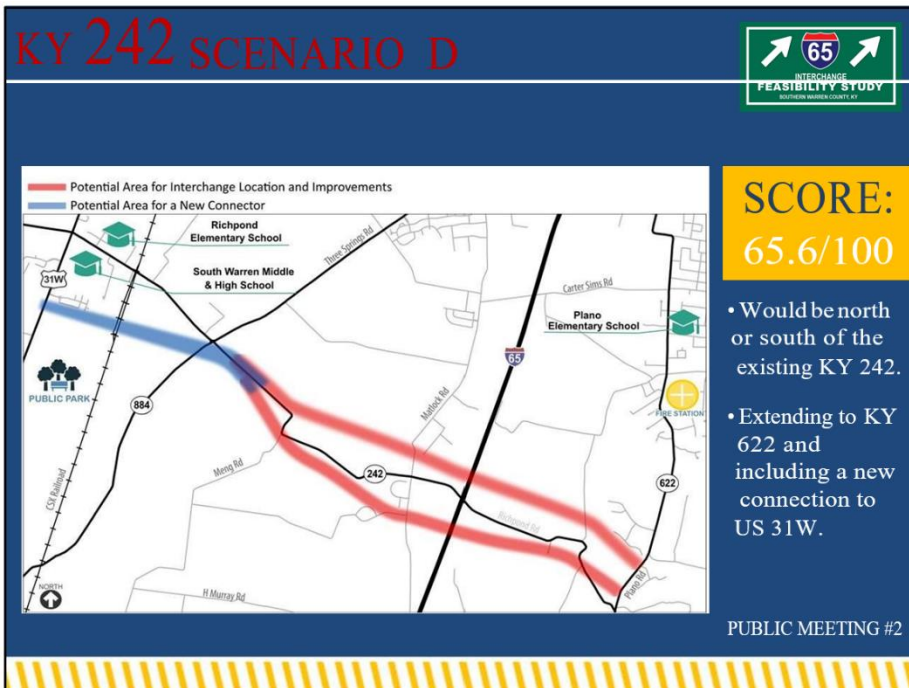 KY 242 SCENARIO D
65
INTERCHANGE
FEASIBILITY STUDY
SOUTHERN WARREN COUNTY, KY
Potential Area for Interchange Location and Improvements
Potential Area for a New Connector
Richpond
Elementary School
31W
South Warren Middle
& High School
Three Springs Rd
Carter Sims Rd
Plano
Elementary School
65
PUBLIC PARK
884
Matlock Rd
FIRE STATION
CSX Railroad
Meng Rd
242
622
Richpond Rd
Plano Rd
NORTH
H Murray Rd
SCORE:
65.6/100
• Would be north
or south of the
existing KY 242.
• Extending to KY
622 and
including a new
connection to
US 31W.
PUBLIC MEETING #2